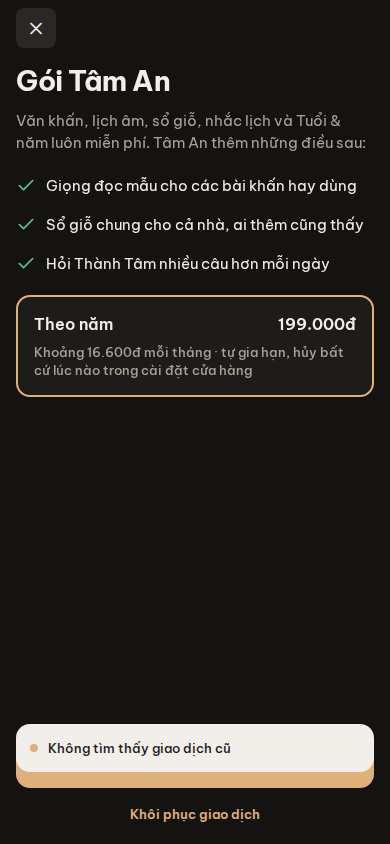 Gói Tâm An
Văn khấn, lịch âm, sổ giỗ, nhắc lịch và Tuổi &
năm luôn miễn phí. Tâm An thêm những điều sau:
Giọng đọc mẫu cho các bài khấn hay dùng
Sổ giỗ chung cho cả nhà, ai thêm cũng thấy
Hỏi Thành Tâm nhiều câu hơn mỗi ngày
Theo năm 199.000đ
Khoảng 16.600đ mỗi tháng · tự gia hạn, hủy bất
cứ lúc nào trong cài đặt cửa hàng
Không tìm thấy giao dịch cũ
Khôi phục giao dịch